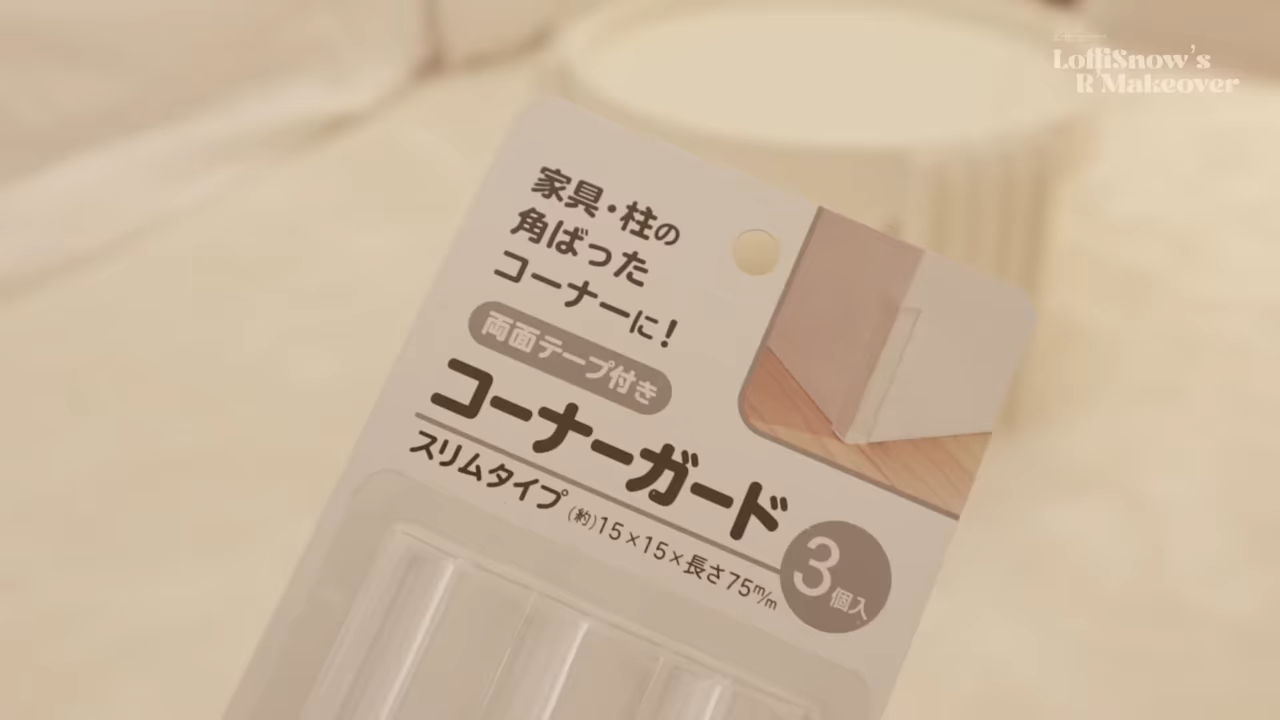 LoffiSnow's
R'Makeover
家具・柱の
角ばった
コーナーに!
両面テープ付き
コーナーガード
スリムタイプ (約)15×15×長さ75m/m
3個入